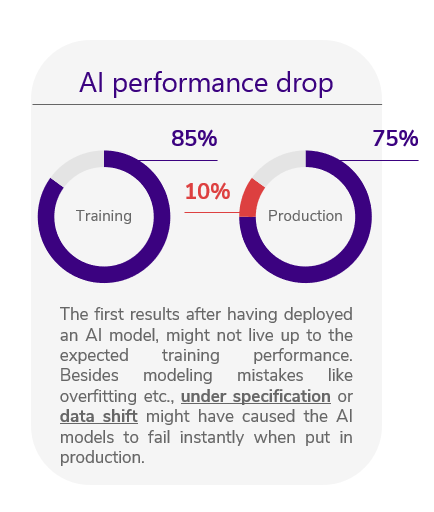 AI performance drop
85%
75%
10%
Training
Production
The first results after having deployed
an AI model, might not live up to the
expected training performance.
Besides modeling mistakes like
overfitting etc., under specification or
data shift might have caused the AI
models to fail instantly when put in
production.